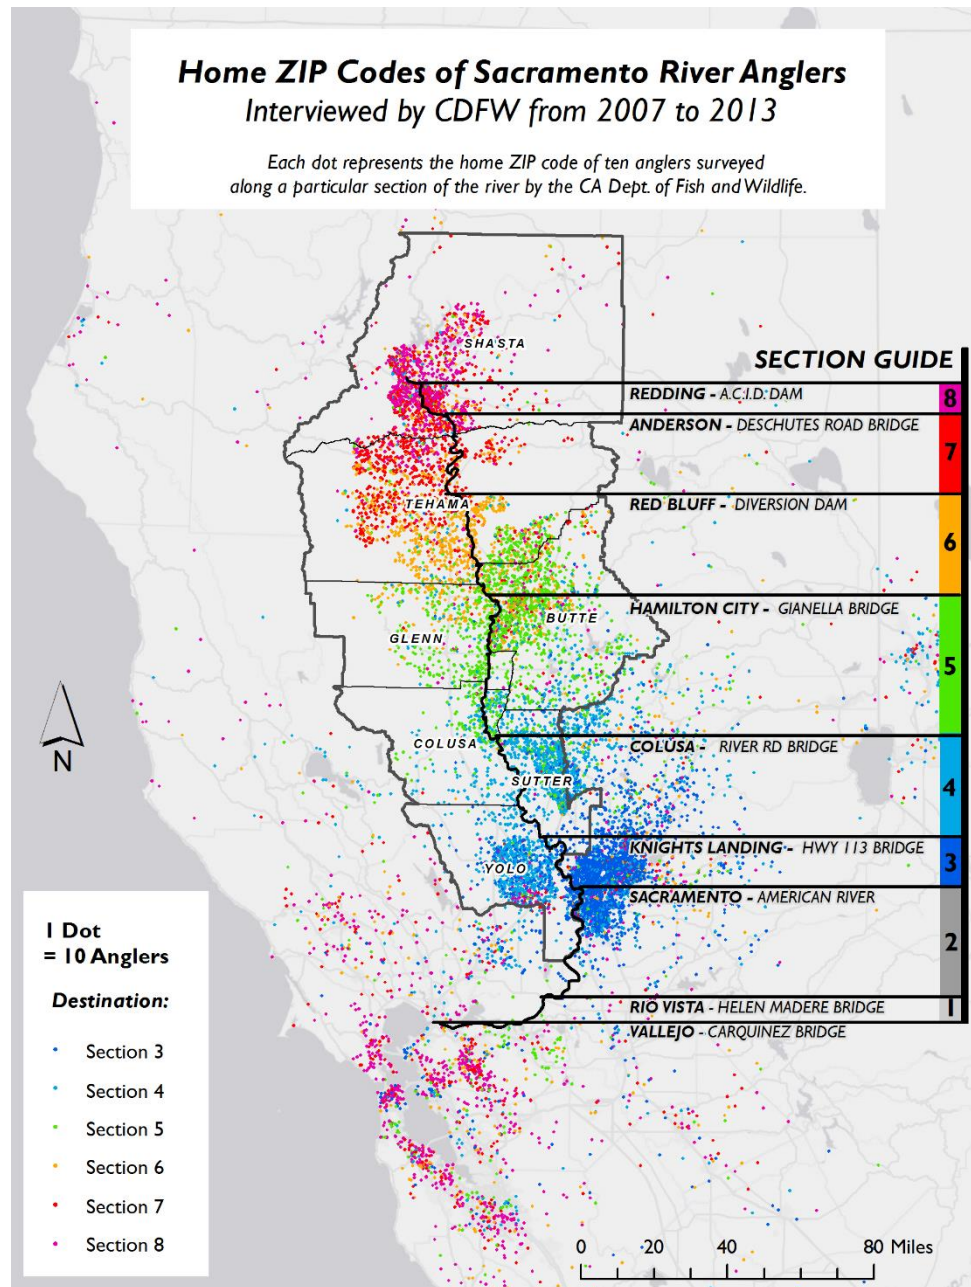 Home ZIP Codes of Sacramento River Anglers
Interviewed by CDFW from 2007 to 2013
Each dot represents the home ZIP code of ten anglers surveyed
along a particular section of the river by the CA Dept. of Fish and Wildlife.
SHASTA
SECTION GUIDE
REDDING - A.C.I.D. DAM
8
ANDERSON - DESCHUTES ROAD BRIDGE
7
TEHAMA
RED BLUFF - DIVERSION DAM
6
HAMILTON CITY - GIANELLA BRIDGE
BUTTE
GLENN
5
N
COLUSA
COLUSA - RIVER RD BRIDGE
SUTTER
4
KNIGHTS LANDING - HWY 113 BRIDGE
3
YOLO
SACRAMENTO - AMERICAN RIVER
2
RIO VISTA - HELEN MADERE BRIDGE
1
VALLEJO - CARQUINEZ BRIDGE
1 Dot
= 10 Anglers
Destination:
Section 3
Section 4
Section 5
Section 6
Section 7
Section 8
0 20 40 80 Miles